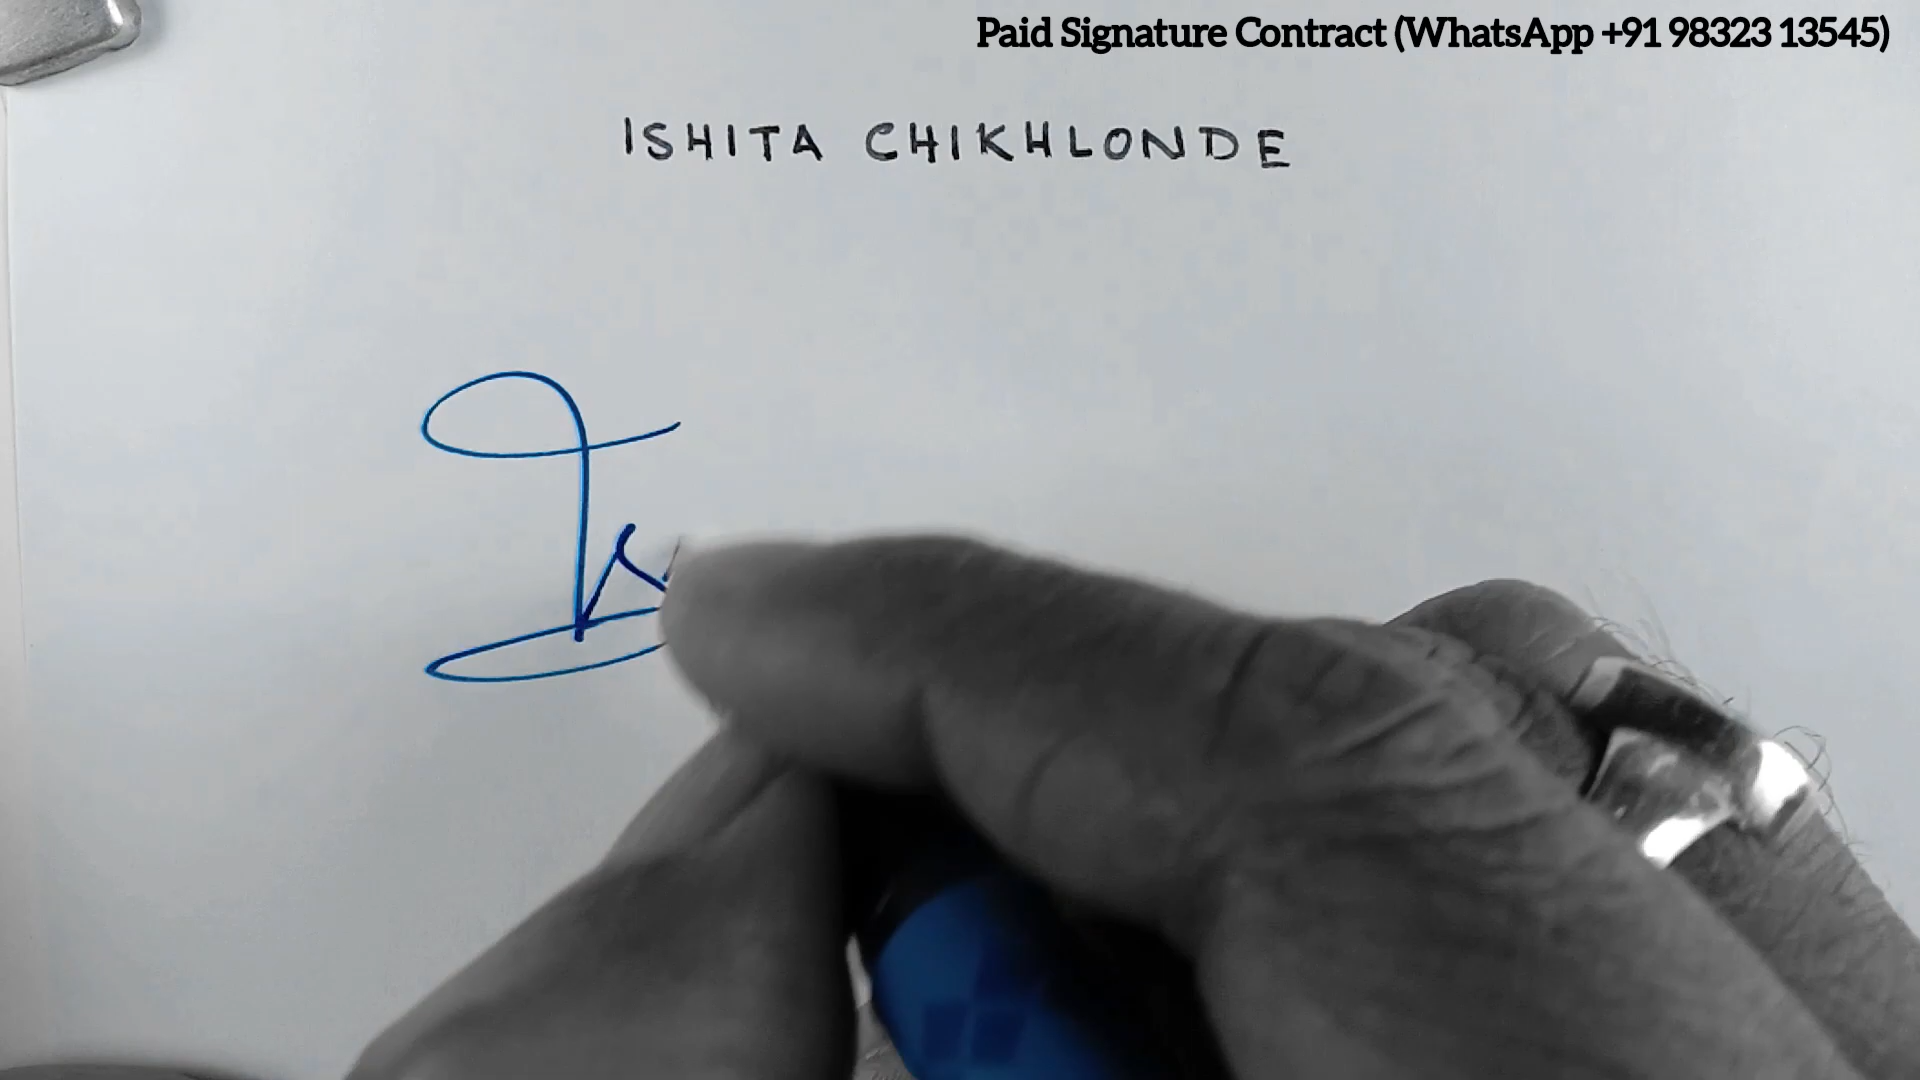 Paid Signature Contract (WhatsApp +91 98323 13545)
ISHITA CHIKHLONDE